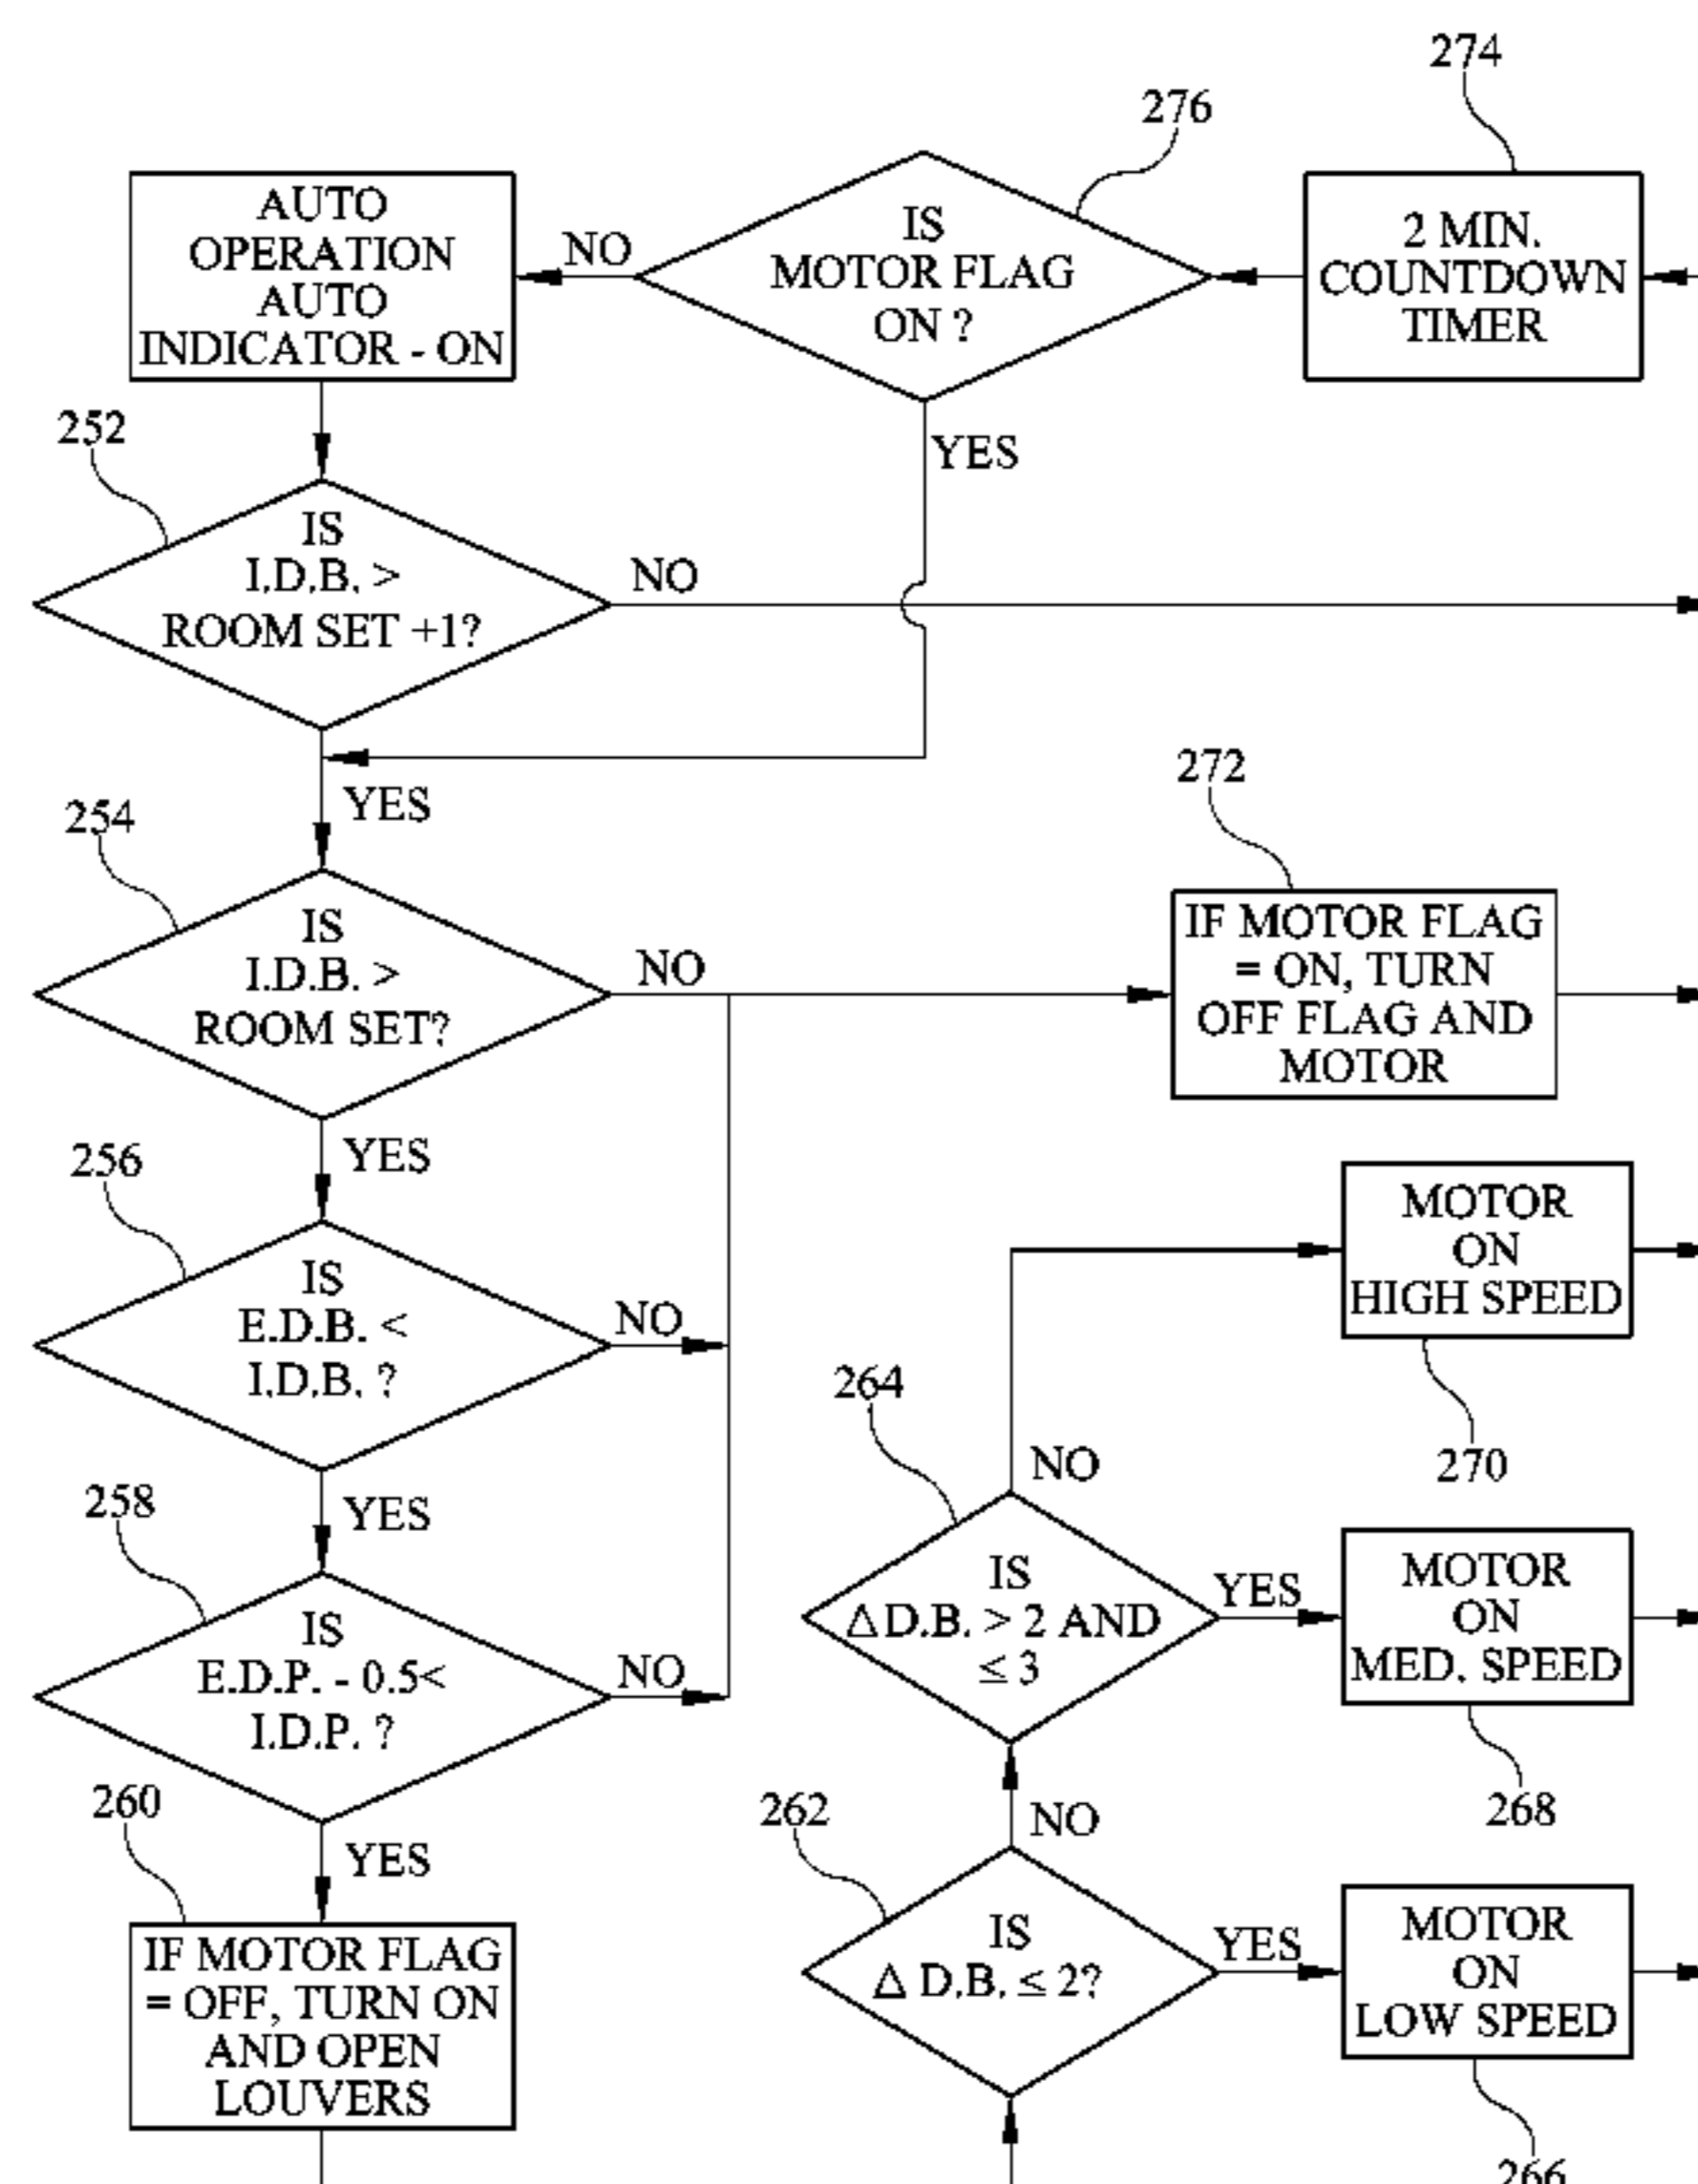 274
276
AUTO
OPERATION
AUTO
INDICATOR - ON
NO
IS
MOTOR FLAG
ON ?
2 MIN.
COUNTDOWN
TIMER
252
YES
IS
I.D.B. >
ROOM SET +1?
NO
272
254
YES
IS
I.D.B. >
ROOM SET?
NO
IF MOTOR FLAG
= ON, TURN
OFF FLAG AND
MOTOR
256
YES
IS
E.D.B. <
I.D.B. ?
NO
MOTOR
ON
HIGH SPEED
264
270
NO
258
YES
IS
E.D.P. - 0.5<
I.D.P. ?
NO
IS
Δ D.B. > 2 AND
≤ 3
YES
MOTOR
ON
MED. SPEED
268
260
262
NO
YES
IF MOTOR FLAG
= OFF, TURN ON
AND OPEN
LOUVERS
IS
Δ D.B. ≤ 2?
YES
MOTOR
ON
LOW SPEED
266